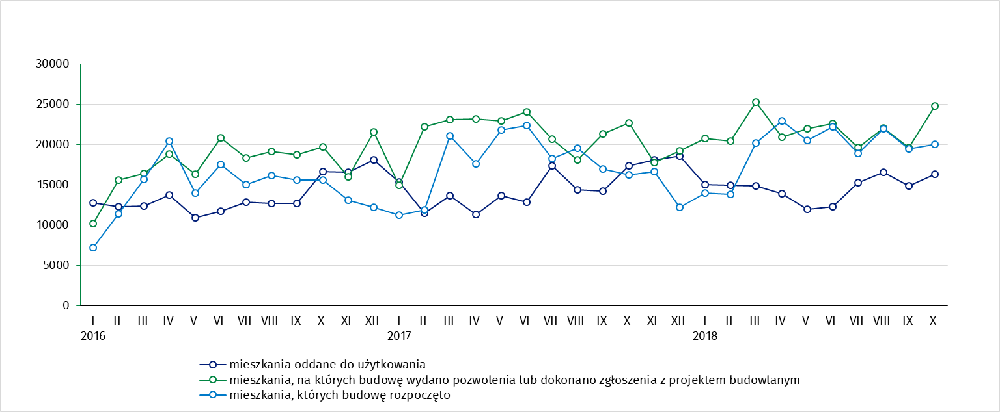 30000
25000
20000
15000
10000
5000
0
I II III IV V VI VII VIII IX X XI XII I II III IV V VI VII VIII IX X XI XII I II III IV V VI VII VIII IX X
2016 2017 2018
mieszkania oddane do użytkowania
mieszkania, na których budowę wydano pozwolenia lub dokonano zgłoszenia z projektem budowlanym
mieszkania, których budowę rozpoczęto